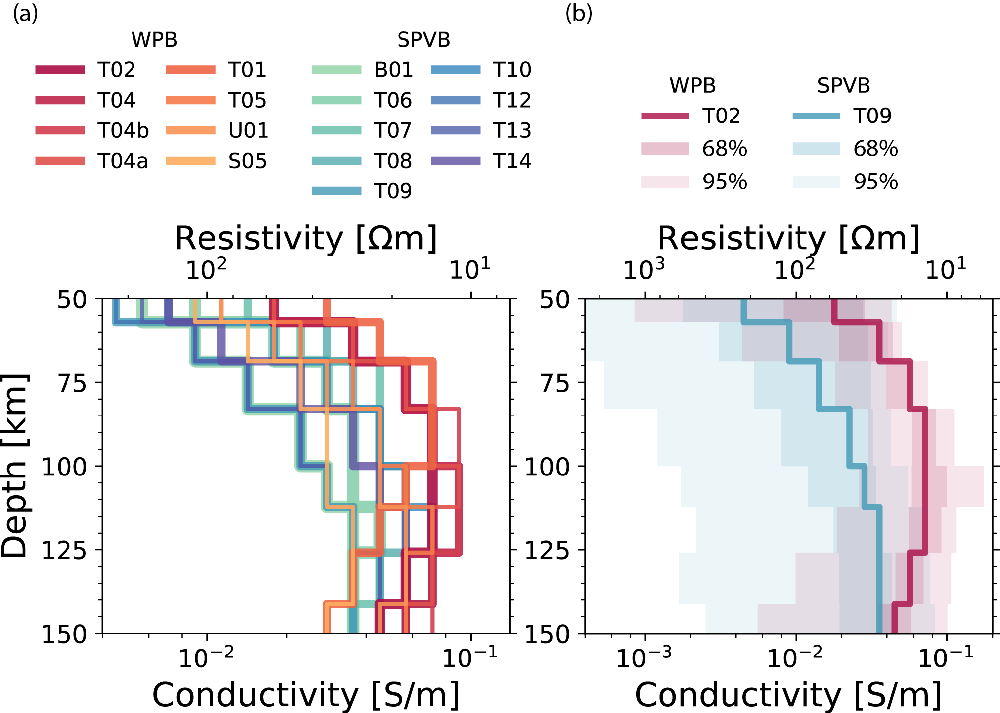 (a)
WPB SPVB
T02 T01 B01 T10
T04 T05 T06 T12
T04b U01 T07 T13
T04a S05 T08 T14
T09
Resistivity [Ωm]
10² 10¹
50
75
100
125
150
Depth [km]
10⁻² 10⁻¹
Conductivity [S/m]
(b)
WPB SPVB
T02 T09
68% 68%
95% 95%
Resistivity [Ωm]
10³ 10² 10¹
50
75
100
125
150
10⁻³ 10⁻² 10⁻¹
Conductivity [S/m]